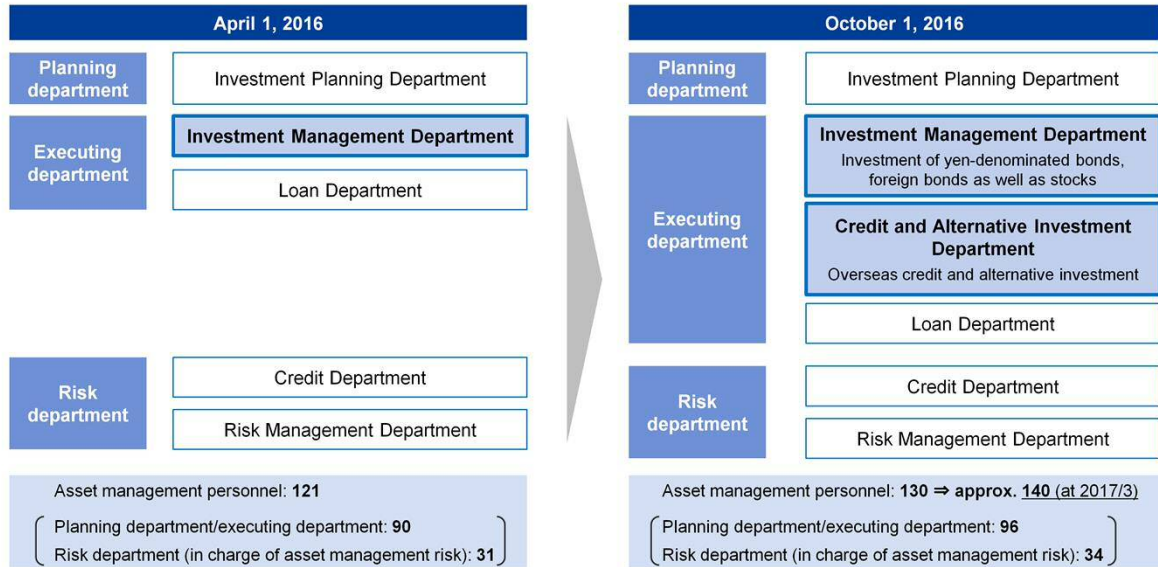 April 1, 2016
Planning
department
Investment Planning Department
Executing
department
Investment Management Department
Loan Department
Risk
department
Credit Department
Risk Management Department
Asset management personnel: 121
Planning department/executing department: 90
Risk department (in charge of asset management risk): 31
October 1, 2016
Planning
department
Investment Planning Department
Executing
department
Investment Management Department
Investment of yen-denominated bonds,
foreign bonds as well as stocks
Credit and Alternative Investment
Department
Overseas credit and alternative investment
Loan Department
Risk
department
Credit Department
Risk Management Department
Asset management personnel: 130 ⇒ approx. 140 (at 2017/3)
Planning department/executing department: 96
Risk department (in charge of asset management risk): 34